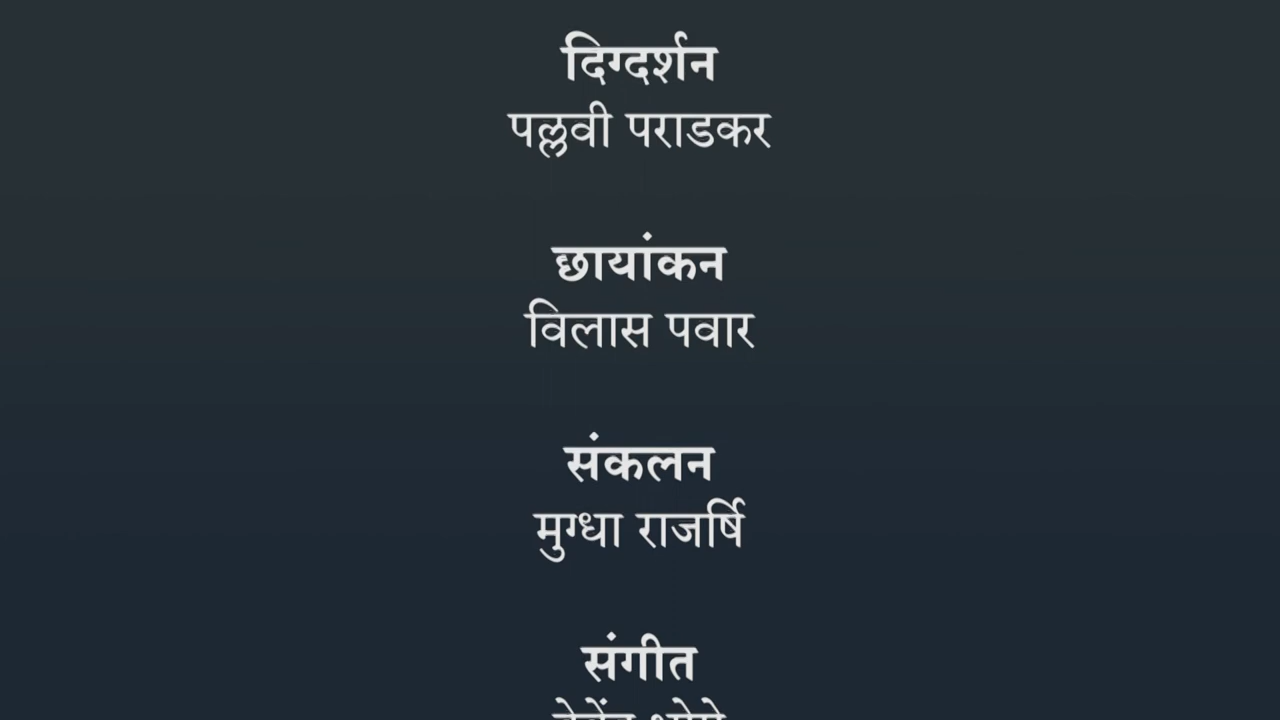 दिग्दर्शन
पल्लवी पराडकर
छायांकन
विलास पवार
संकलन
मुग्धा राजर्षि
संगीत